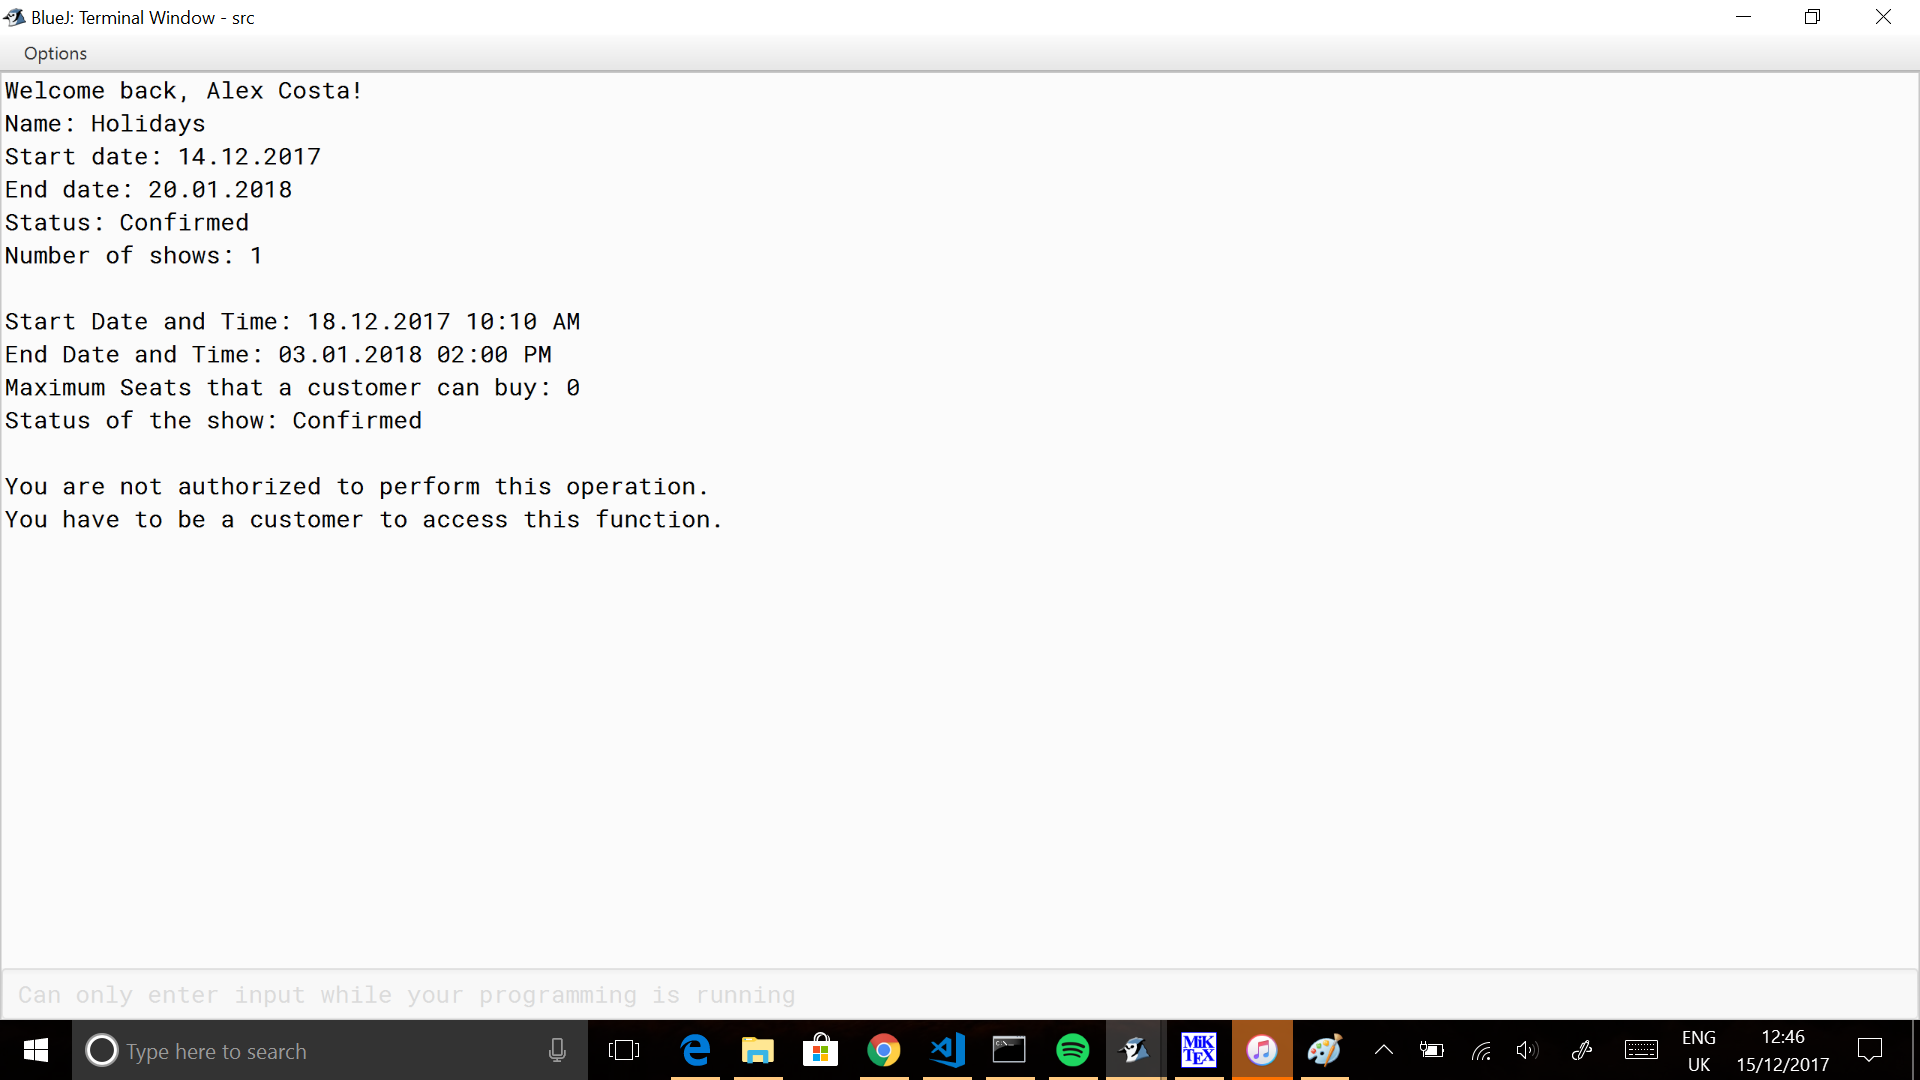 BlueJ: Terminal Window - src
Options
Welcome back, Alex Costa!
Name: Holidays
Start date: 14.12.2017
End date: 20.01.2018
Status: Confirmed
Number of shows: 1
Start Date and Time: 18.12.2017 10:10 AM
End Date and Time: 03.01.2018 02:00 PM
Maximum Seats that a customer can buy: 0
Status of the show: Confirmed
You are not authorized to perform this operation.
You have to be a customer to access this function.
Can only enter input while your programming is running
Type here to search
MiK
TEX
ENG
UK
12:46
15/12/2017